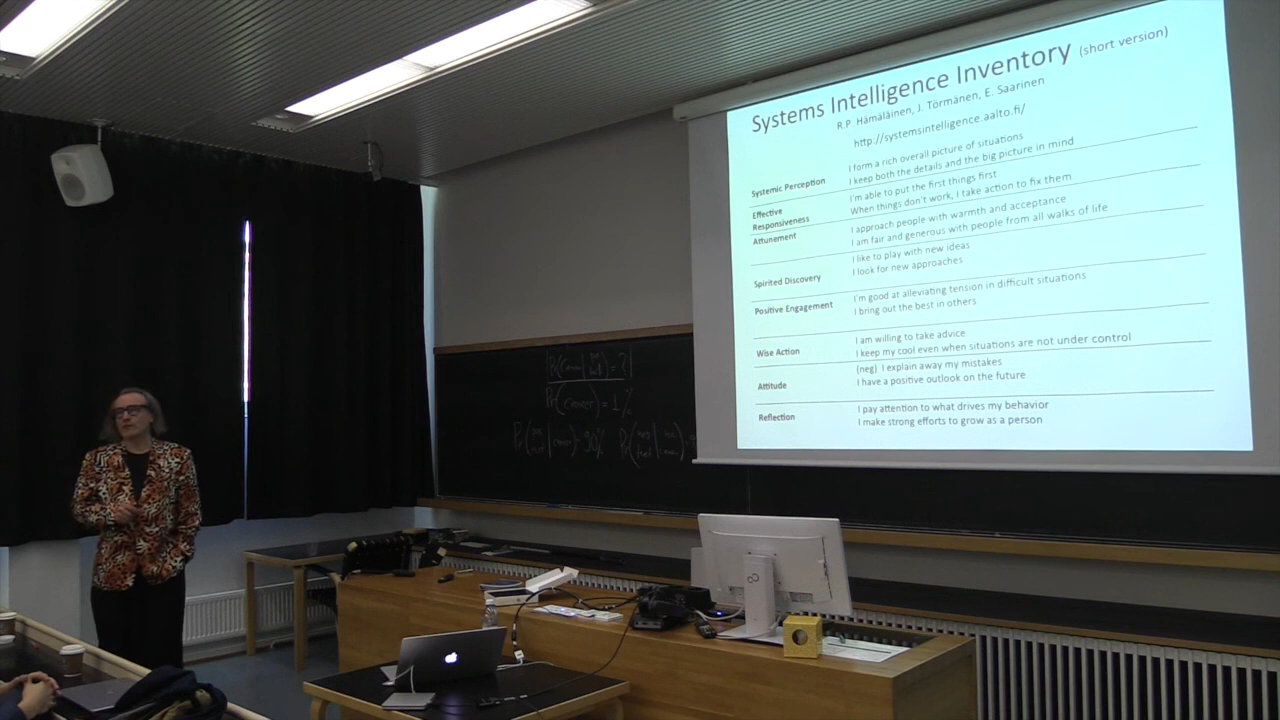 Systems Intelligence Inventory (short version)
R.P. Hämäläinen, J. Törmänen, E. Saarinen
http://systemsintelligence.aalto.fi/
Systemic Perception
I form a rich overall picture of situations
I keep both the details and the big picture in mind
Effective
Responsiveness
I'm able to put the first things first
When things don't work, I take action to fix them
Attunement
I approach people with warmth and acceptance
I am fair and generous with people from all walks of life
Spirited Discovery
I like to play with new ideas
I look for new approaches
Positive Engagement
I'm good at alleviating tension in difficult situations
I bring out the best in others
Wise Action
I am willing to take advice
I keep my cool even when situations are not under control
Attitude
(neg) I explain away my mistakes
I have a positive outlook on the future
Reflection
I pay attention to what drives my behavior
I make strong efforts to grow as a person
Pr(cancer) = 1%
90%